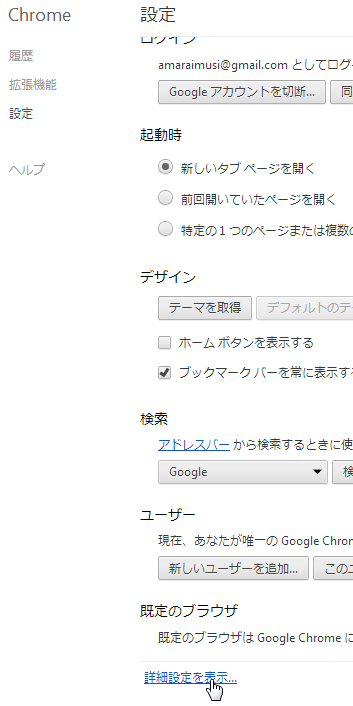 Chrome
設定
履歴
拡張機能
設定
ヘルプ
ログイン
amaraimusi@gmail.com としてログ
Google アカウントを切断...
同
起動時
新しいタブ ページを開く
前回開いていたページを開く
特定の 1 つのページまたは複数の
デザイン
テーマを取得
デフォルトのテ
ホーム ボタンを表示する
ブックマーク バーを常に表示す
検索
アドレスバー から検索するときに使
Google
検
ユーザー
現在、あなたが唯一の Google Chron
新しいユーザーを追加...
このユ
既定のブラウザ
既定のブラウザは Google Chrome に
詳細設定を表示...